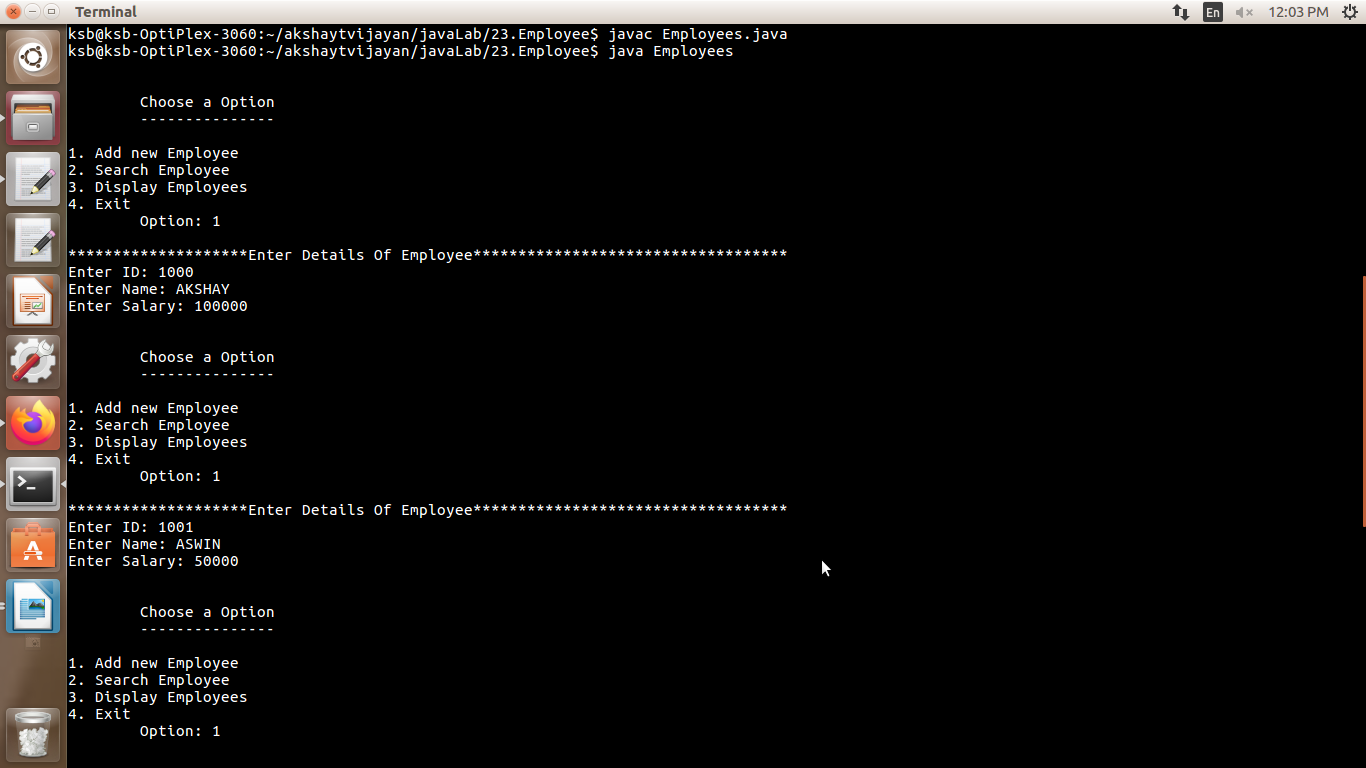 Terminal
En
12:03 PM
ksb@ksb-OptiPlex-3060:~/akshaytvijayan/javaLab/23.Employee$ javac Employees.java
ksb@ksb-OptiPlex-3060:~/akshaytvijayan/javaLab/23.Employee$ java Employees
Choose a Option
---------------
1. Add new Employee
2. Search Employee
3. Display Employees
4. Exit
Option: 1
********************Enter Details Of Employee***********************************
Enter ID: 1000
Enter Name: AKSHAY
Enter Salary: 100000
Choose a Option
---------------
1. Add new Employee
2. Search Employee
3. Display Employees
4. Exit
Option: 1
********************Enter Details Of Employee***********************************
Enter ID: 1001
Enter Name: ASWIN
Enter Salary: 50000
Choose a Option
---------------
1. Add new Employee
2. Search Employee
3. Display Employees
4. Exit
Option: 1